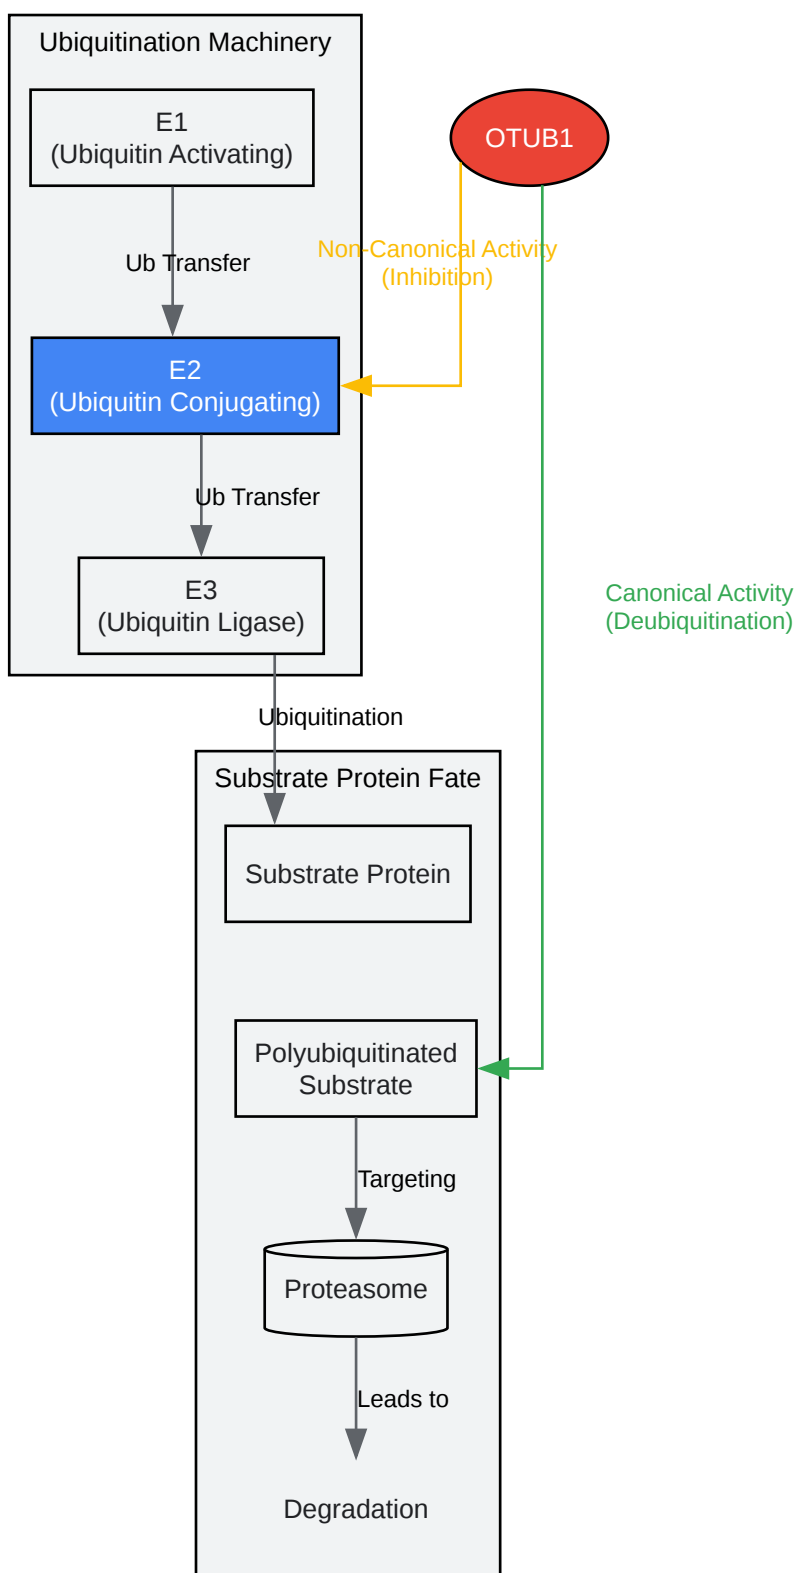 Ubiquitination Machinery
E1
(Ubiquitin Activating)
OTUB1
Ub Transfer
Non-Canonical Activity
(Inhibition)
E2
(Ubiquitin Conjugating)
Ub Transfer
E3
(Ubiquitin Ligase)
Canonical Activity
(Deubiquitination)
Ubiquitination
Substrate Protein Fate
Substrate Protein
Polyubiquitinated
Substrate
Targeting
Proteasome
Leads to
Degradation